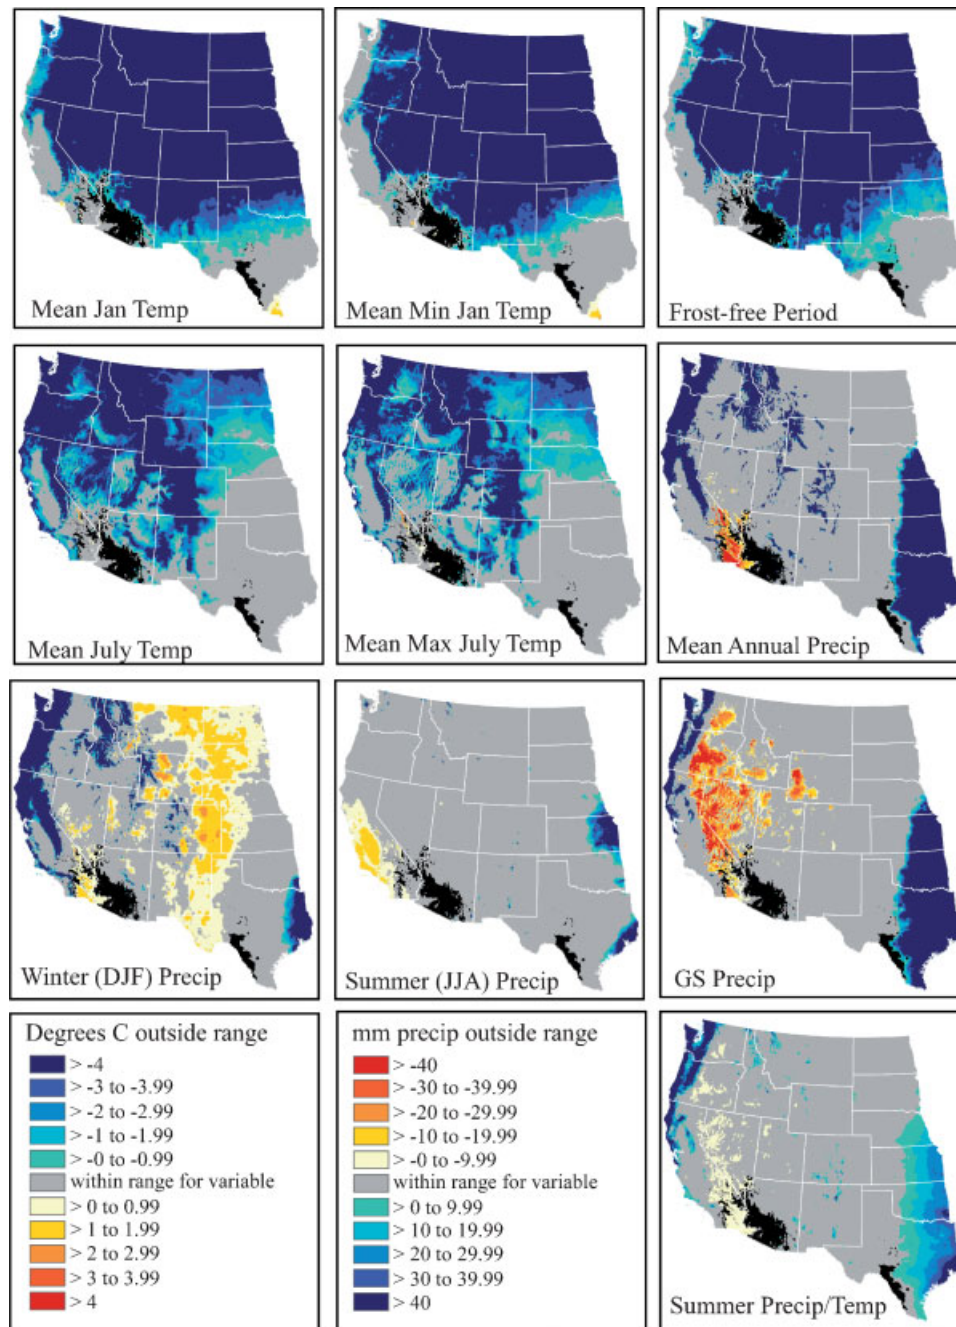 Mean Jan Temp
Mean Min Jan Temp
Frost-free Period
Mean July Temp
Mean Max July Temp
Mean Annual Precip
Winter (DJF) Precip
Summer (JJA) Precip
GS Precip
Degrees C outside range
> -4
> -3 to -3.99
> -2 to -2.99
> -1 to -1.99
> -0 to -0.99
within range for variable
> 0 to 0.99
> 1 to 1.99
> 2 to 2.99
> 3 to 3.99
> 4
mm precip outside range
> -40
> -30 to -39.99
> -20 to -29.99
> -10 to -19.99
> -0 to -9.99
within range for variable
> 0 to 9.99
> 10 to 19.99
> 20 to 29.99
> 30 to 39.99
> 40
Summer Precip/Temp